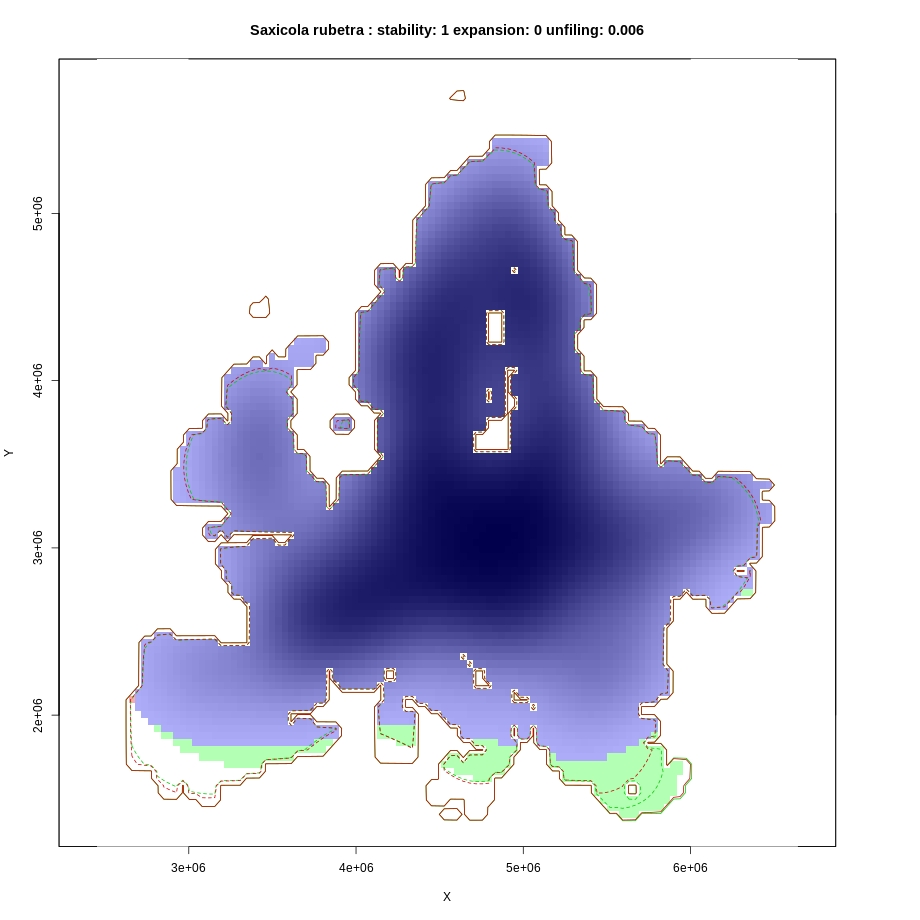 Saxicola rubetra : stability: 1 expansion: 0 unfiling: 0.006
5e+06
4e+06
Y
3e+06
2e+06
3e+06 4e+06 5e+06 6e+06
X